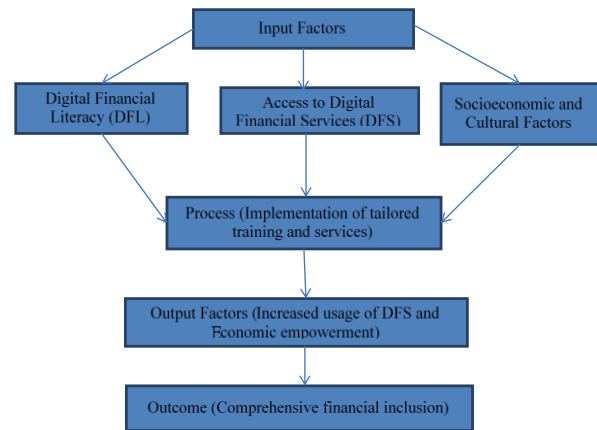 Input Factors
Digital Financial
Literacy (DFL)
Access to Digital
Financial Services (DFS)
Socioeconomic and
Cultural Factors
Process (Implementation of tailored
training and services)
Output Factors (Increased usage of DFS and
Economic empowerment)
Outcome (Comprehensive financial inclusion)